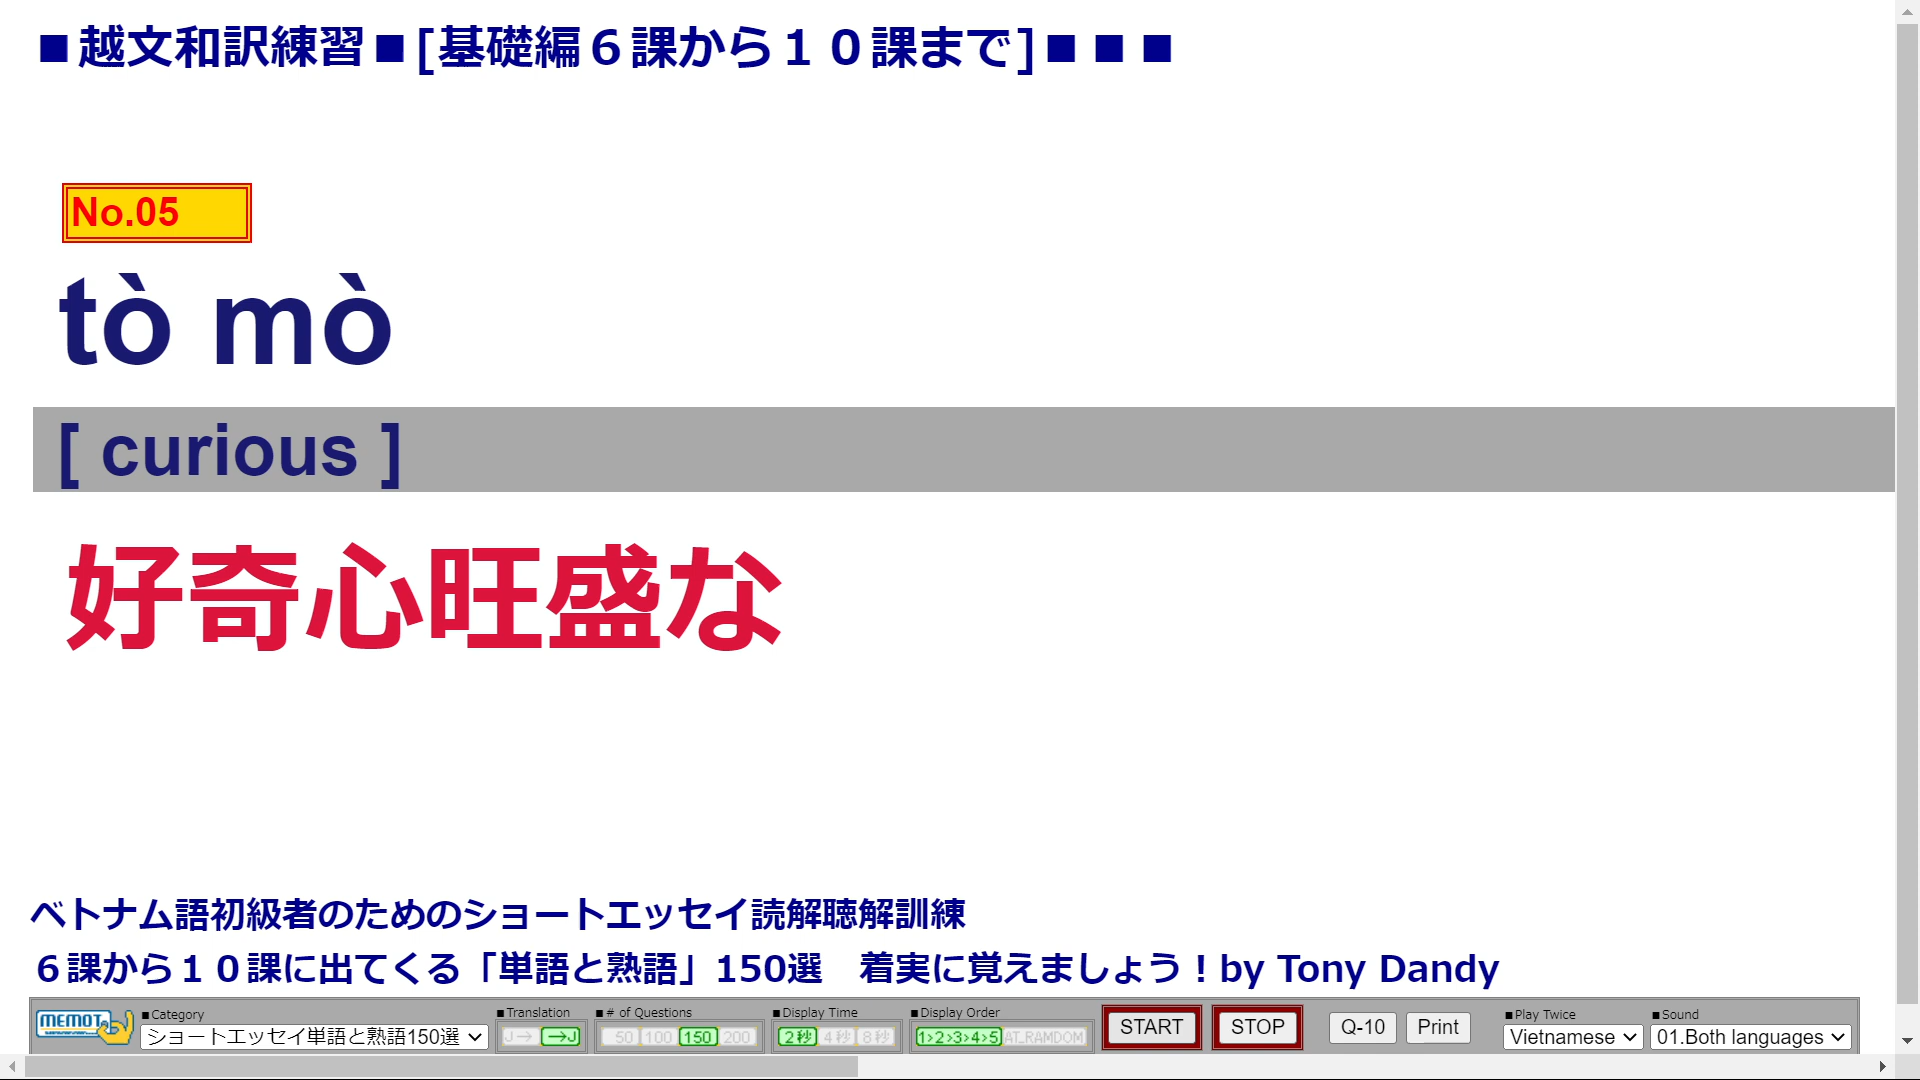 ■越文和訳練習■[基礎編６課から１０課まで]■■■
No.05
tò mò
[ curious ]
好奇心旺盛な
ベトナム語初級者のためのショートエッセイ読解聴解訓練
６課から１０課に出てくる「単語と熟語」150選　着実に覚えましょう！by Tony Dandy
MEMOT
■Category ■Translation ■# of Questions ■Display Time ■Display Order START STOP Q-10 Print ■Play Twice ■Sound
ショートエッセイ単語と熟語150選 J→ →J 50 100 150 200 2秒 4秒 8秒 1>2>3>4>5 AT_RAMDOM Vietnamese 01.Both languages